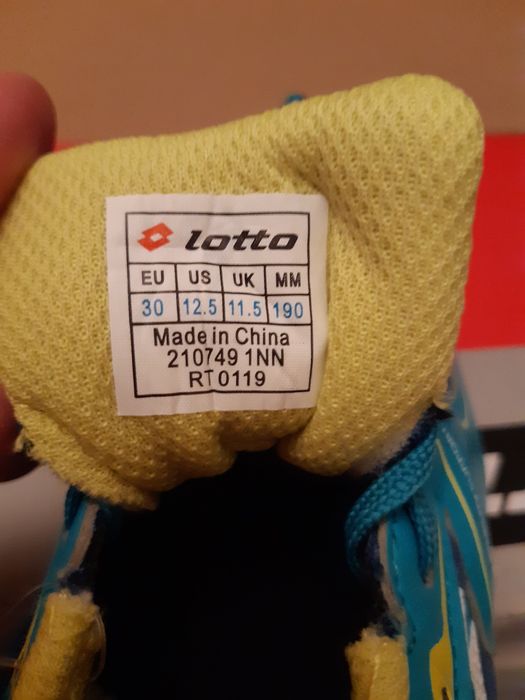 lotto
EU US UK MM
30 12.5 11.5 190
Made in China
210749 1NN
RT0119